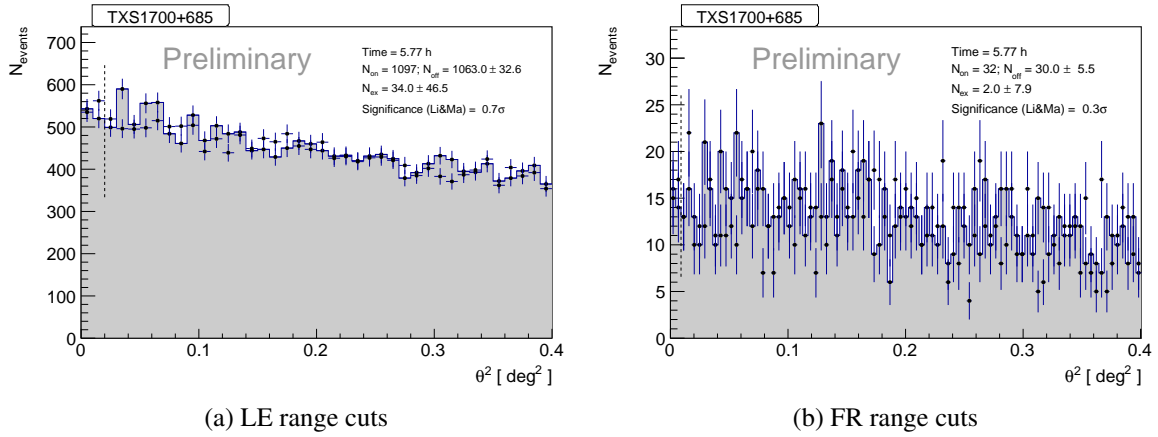 TXS1700+685
Preliminary
Time = 5.77 h
N_on = 1097; N_off = 1063.0 ± 32.6
N_ex = 34.0 ± 46.5
Significance (Li&Ma) = 0.7σ
N_events
700
600
500
400
300
200
100
0
0 0.1 0.2 0.3 0.4
θ² [ deg² ]
(a) LE range cuts
TXS1700+685
Preliminary
Time = 5.77 h
N_on = 32; N_off = 30.0 ± 5.5
N_ex = 2.0 ± 7.9
Significance (Li&Ma) = 0.3σ
N_events
30
25
20
15
10
5
0
0 0.1 0.2 0.3 0.4
θ² [ deg² ]
(b) FR range cuts